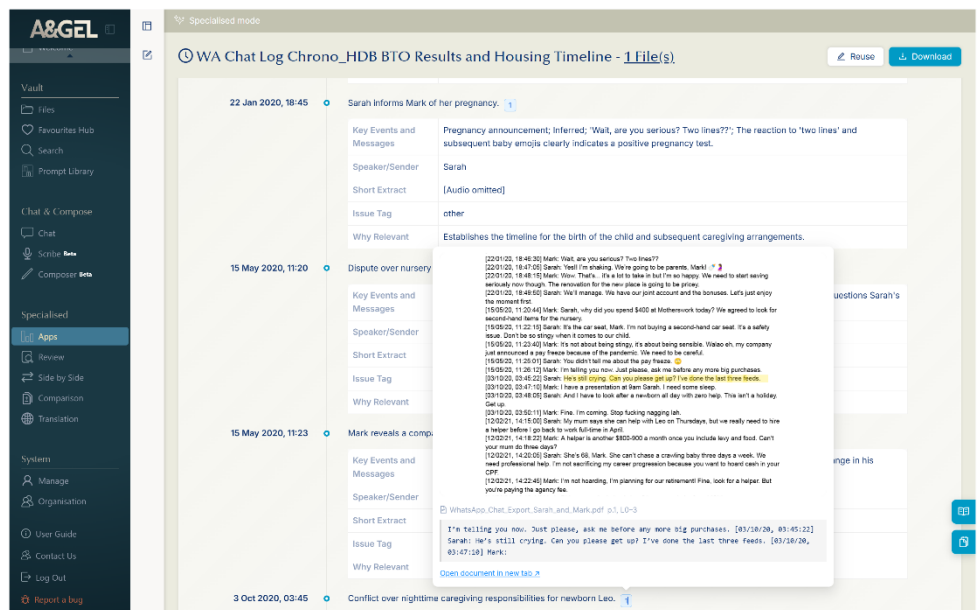 A&GEL
Welcome
Vault
Files
Favourites Hub
Search
Prompt Library
Chat & Compose
Chat
Scribe Beta
Composer Beta
Specialised
Apps
Review
Side by Side
Comparison
Translation
System
Manage
Organisation
User Guide
Contact Us
Log Out
Report a bug
Specialised mode
WA Chat Log Chrono_HDB BTO Results and Housing Timeline - 1 File(s)
Reuse
Download
22 Jan 2020, 18:45
Sarah informs Mark of her pregnancy. 1
Key Events and Messages
Pregnancy announcement; Inferred; 'Wait, are you serious? Two lines??'; The reaction to 'two lines' and
subsequent baby emojis clearly indicates a positive pregnancy test.
Speaker/Sender
Sarah
Short Extract
[Audio omitted]
Issue Tag
other
Why Relevant
Establishes the timeline for the birth of the child and subsequent caregiving arrangements.
15 May 2020, 11:20
Dispute over nursery
Key Events and Messages
uestions Sarah's
Speaker/Sender
Short Extract
Issue Tag
Why Relevant
15 May 2020, 11:23
Mark reveals a compa
Key Events and Messages
nge in his
Speaker/Sender
Short Extract
Issue Tag
Why Relevant
3 Oct 2020, 03:45
Conflict over nighttime caregiving responsibilities for newborn Leo. 1
[22/01/20, 18:46:30] Mark: Wait, are you serious? Two lines??
[22/01/20, 18:47:05] Sarah: Yes!! I'm shaking. We're going to be parents, Mark! 🍼🤰
[22/01/20, 18:48:15] Mark: Wow. That's... it's a lot to take in but I'm so happy. We need to start saving
seriously now though. The renovation for the new place is going to be pricey.
[22/01/20, 18:49:50] Sarah: We'll manage. We have our joint account and the bonuses. Let's just enjoy
the moment first.
[15/05/20, 11:20:44] Mark: Sarah, why did you spend $400 at Motherswork today? We agreed to look for
second-hand items for the nursery.
[15/05/20, 11:22:15] Sarah: It's the car seat, Mark. I'm not buying a second-hand car seat. It's a safety
issue. Don't be so stingy when it comes to our child.
[15/05/20, 11:23:40] Mark: It's not about being stingy, it's about being sensible. Walao eh, my company
just announced a pay freeze because of the pandemic. We need to be careful.
[15/05/20, 11:25:01] Sarah: You didn't tell me about the pay freeze. 🙄
[15/05/20, 11:26:12] Mark: I'm telling you now. Just please, ask me before any more big purchases.
[03/10/20, 03:45:22] Sarah: He's still crying. Can you please get up? I've done the last three feeds.
[03/10/20, 03:47:10] Mark: I have a presentation at 9am Sarah. I need some sleep.
[03/10/20, 03:48:05] Sarah: And I have to look after a newborn all day with zero help. This isn't a holiday.
Get up.
[03/10/20, 03:50:11] Mark: Fine. I'm coming. Stop fucking nagging lah.
[12/02/21, 14:15:00] Sarah: My mum says she can help with Leo on Thursdays, but we really need to hire
a helper before I go back to work full-time in April.
[12/02/21, 14:18:22] Mark: A helper is another $800-900 a month once you include levy and food. Can't
your mum do three days?
[12/02/21, 14:20:05] Sarah: She's 68, Mark. She can't chase a crawling baby three days a week. We
need professional help. I'm not sacrificing my career progression because you want to hoard cash in your
CPF.
[12/02/21, 14:22:45] Mark: I'm not hoarding, I'm planning for our retirement! Fine, look for a helper. But
you're paying the agency fee.
WhatsApp_Chat_Export_Sarah_and_Mark.pdf p.1, L0–3
I'm telling you now. Just please, ask me before any more big purchases. [03/10/20, 03:45:22]
Sarah: He's still crying. Can you please get up? I've done the last three feeds. [03/10/20,
03:47:10] Mark:
Open document in new tab ↗